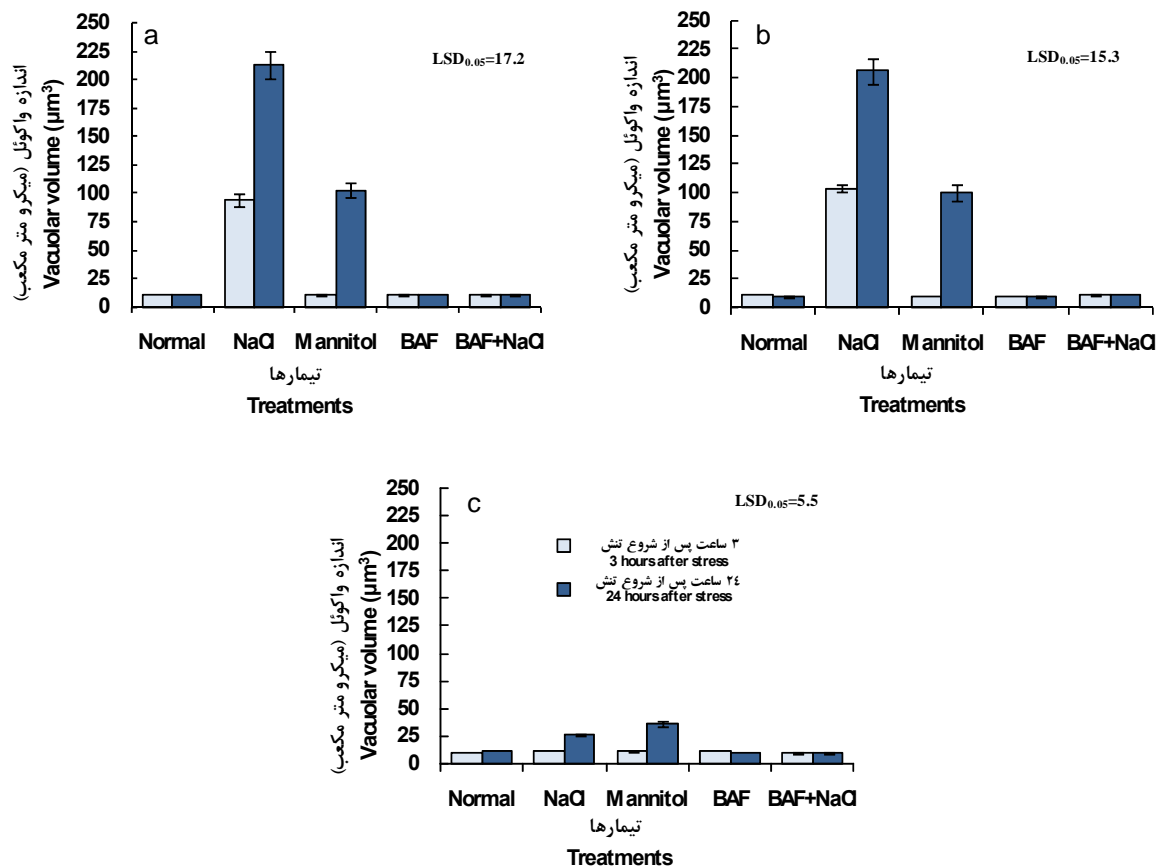 a
LSD0.05=17.2
250
225
200
175
150
125
100
75
50
25
0
اندازه واکوئل (میکرو متر مکعب)
Vacuolar volume (µm³)
Normal NaCl Mannitol BAF BAF+NaCl
تیمارها
Treatments
b
LSD0.05=15.3
250
225
200
175
150
125
100
75
50
25
0
اندازه واکوئل (میکرو متر مکعب)
Vacuolar volume (µm³)
Normal NaCl Mannitol BAF BAF+NaCl
تیمارها
Treatments
c
LSD0.05=5.5
250
225
200
175
150
125
100
75
50
25
0
اندازه واکوئل (میکرو متر مکعب)
Vacuolar volume (µm³)
۳ ساعت پس از شروع تنش
3 hours after stress
۲٤ ساعت پس از شروع تنش
24 hours after stress
Normal NaCl Mannitol BAF BAF+NaCl
تیمارها
Treatments